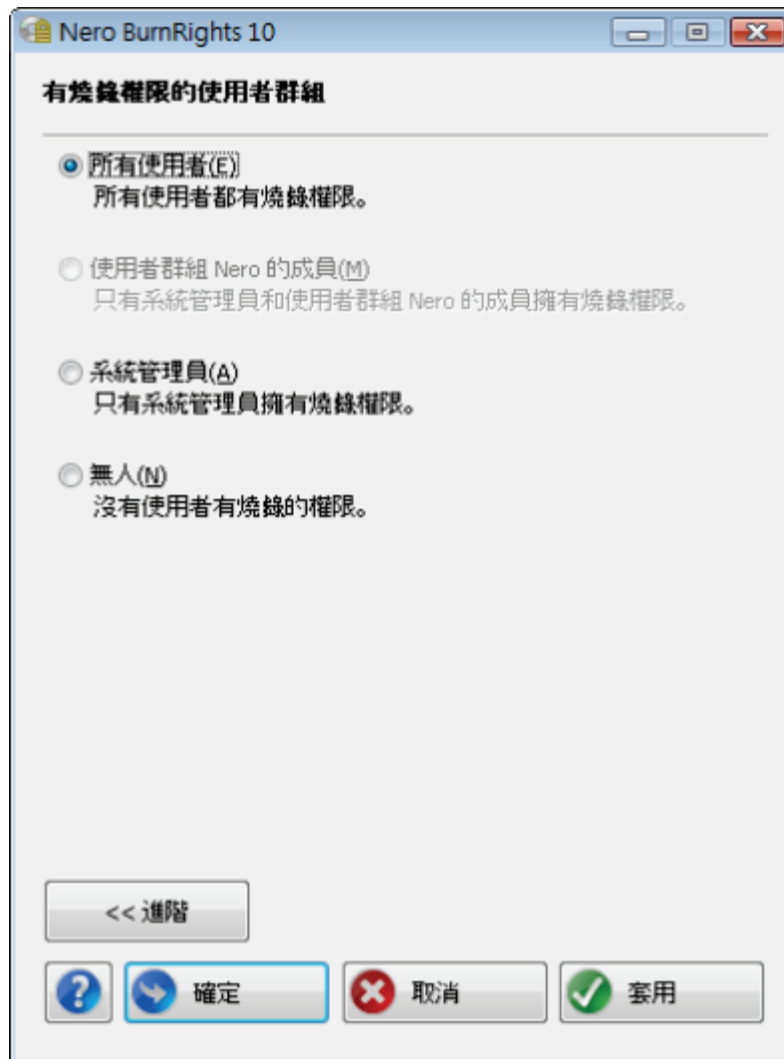 Nero BurnRights 10
有燒錄權限的使用者群組
所有使用者(E)
所有使用者都有燒錄權限。
使用者群組 Nero 的成員(M)
只有系統管理員和使用者群組 Nero 的成員擁有燒錄權限。
系統管理員(A)
只有系統管理員擁有燒錄權限。
無人(N)
沒有使用者有燒錄的權限。
<< 進階
? 確定 取消 套用